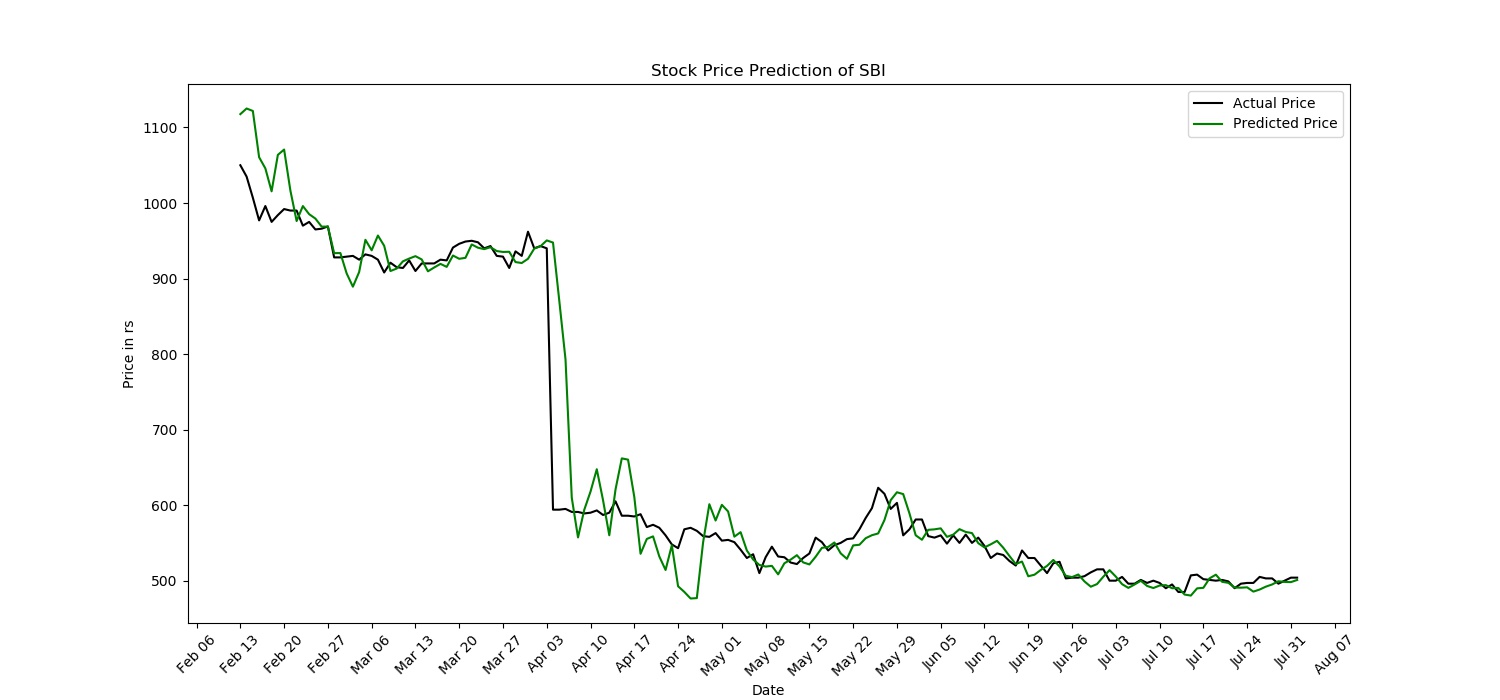 Stock Price Prediction of SBI
Actual Price
Predicted Price
Price in rs
1100
1000
900
800
700
600
500
Feb 06
Feb 13
Feb 20
Feb 27
Mar 06
Mar 13
Mar 20
Mar 27
Apr 03
Apr 10
Apr 17
Apr 24
May 01
May 08
May 15
May 22
May 29
Jun 05
Jun 12
Jun 19
Jun 26
Jul 03
Jul 10
Jul 17
Jul 24
Jul 31
Aug 07
Date